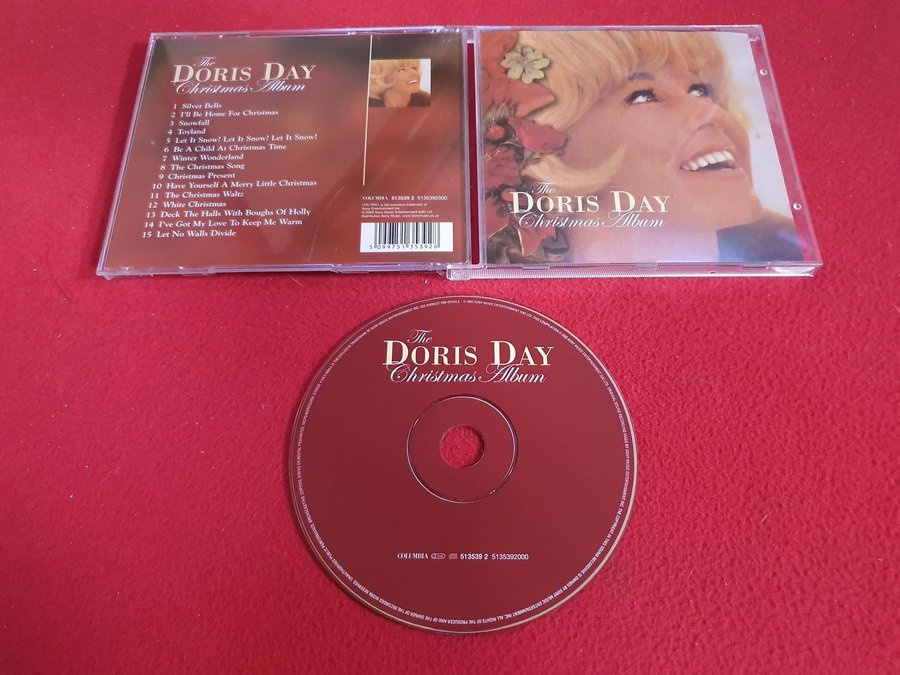 The
DORIS DAY
Christmas Album
1 Silver Bells
2 I'll Be Home For Christmas
3 Snowfall
4 Toyland
5 Let It Snow! Let It Snow! Let It Snow!
6 Be A Child At Christmas Time
7 Winter Wonderland
8 The Christmas Song
9 Christmas Present
10 Have Yourself A Merry Little Christmas
11 The Christmas Waltz
12 White Christmas
13 Deck The Halls With Boughs Of Holly
14 I've Got My Love To Keep Me Warm
15 Let No Walls Divide
COLUMBIA 513539 2 5135392000
5 099751 353928
The
DORIS DAY
Christmas Album
The
DORIS DAY
Christmas Album
COLUMBIA 513539 2 5135392000